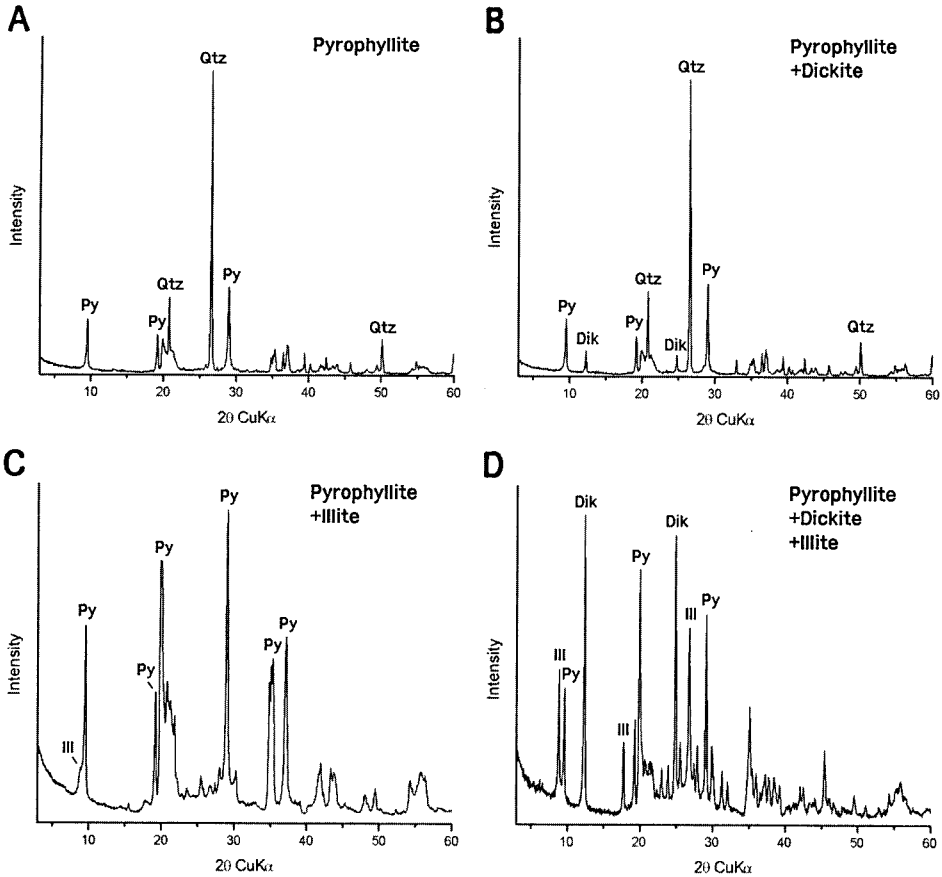 A
Pyrophyllite
Qtz
Py
Py
Qtz
Py
Qtz
Intensity
10 20 30 40 50 60
2θ CuKα
B
Pyrophyllite
+Dickite
Qtz
Py
Dik
Py
Qtz
Dik
Py
Qtz
Intensity
10 20 30 40 50 60
2θ CuKα
C
Pyrophyllite
+Illite
Ill
Py
Py
Py
Py
Py
Py
Intensity
10 20 30 40 50 60
2θ CuKα
D
Pyrophyllite
+Dickite
+Illite
Ill
Py
Dik
Ill
Py
Dik
Ill
Py
Intensity
10 20 30 40 50 60
2θ CuKα